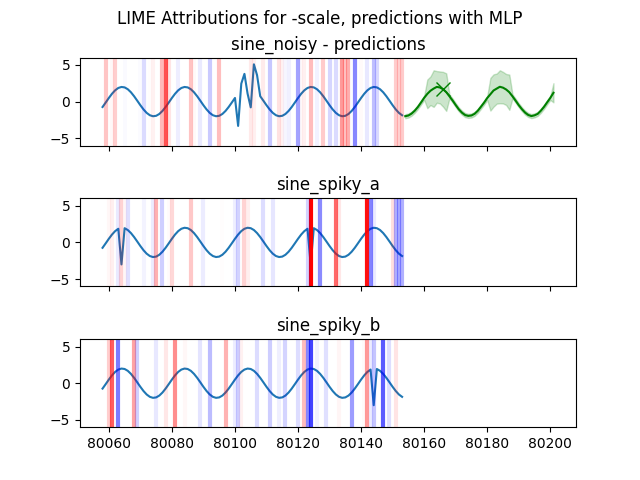 LIME Attributions for -scale, predictions with MLP
sine_noisy - predictions
5
0
−5
sine_spiky_a
5
0
−5
sine_spiky_b
5
0
−5
80060 80080 80100 80120 80140 80160 80180 80200